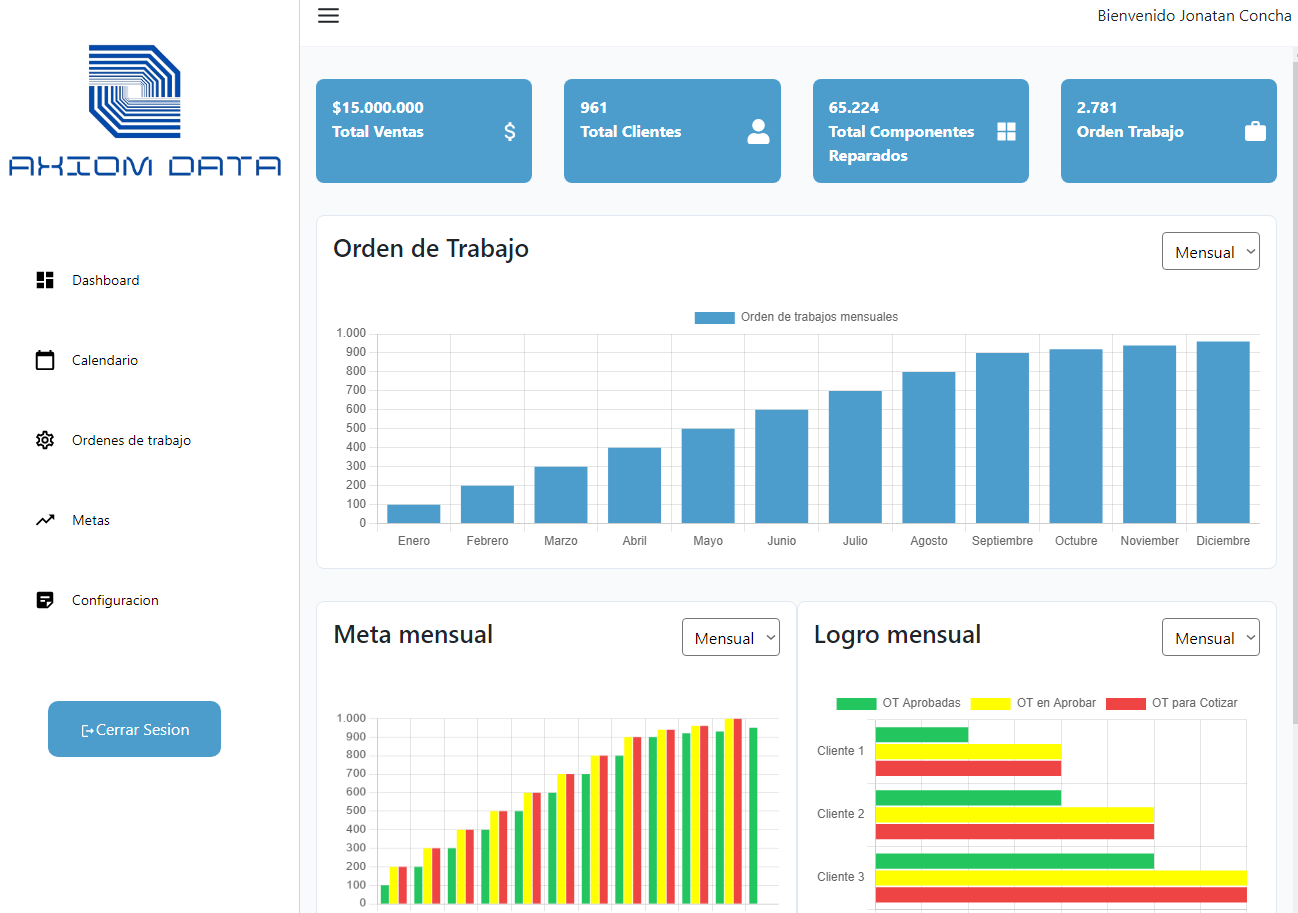 AXIOM DATA
Dashboard
Calendario
Ordenes de trabajo
Metas
Configuracion
Cerrar Sesion
Bienvenido Jonatan Concha
$15.000.000
Total Ventas
$
961
Total Clientes
65.224
Total Componentes
Reparados
2.781
Orden Trabajo
Orden de Trabajo
Mensual
Orden de trabajos mensuales
1.000
900
800
700
600
500
400
300
200
100
0
Enero Febrero Marzo Abril Mayo Junio Julio Agosto Septiembre Octubre Noviember Diciembre
Meta mensual
Mensual
1.000
900
800
700
600
500
400
300
200
100
0
Logro mensual
Mensual
OT Aprobadas OT en Aprobar OT para Cotizar
Cliente 1
Cliente 2
Cliente 3